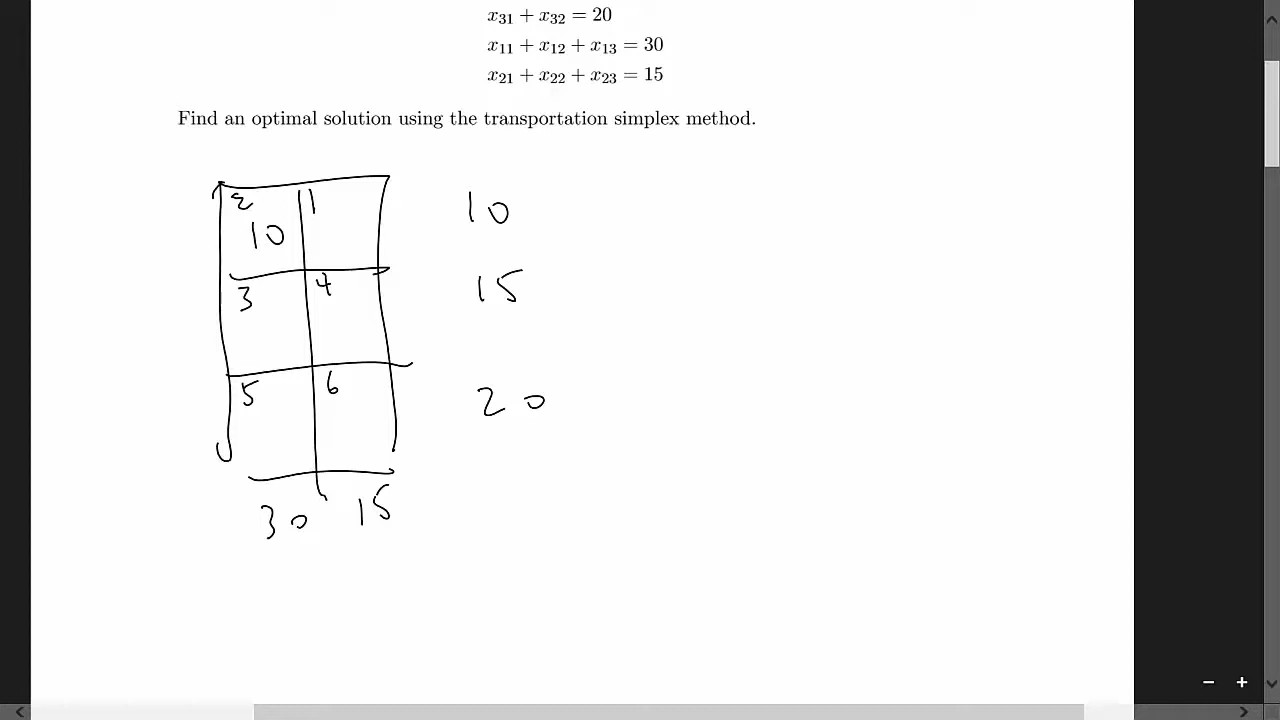 x31 + x32 = 20
x11 + x12 + x13 = 30
x21 + x22 + x23 = 15
Find an optimal solution using the transportation simplex method.
2 1
10 10
3 4
15
5 6
20
30 15